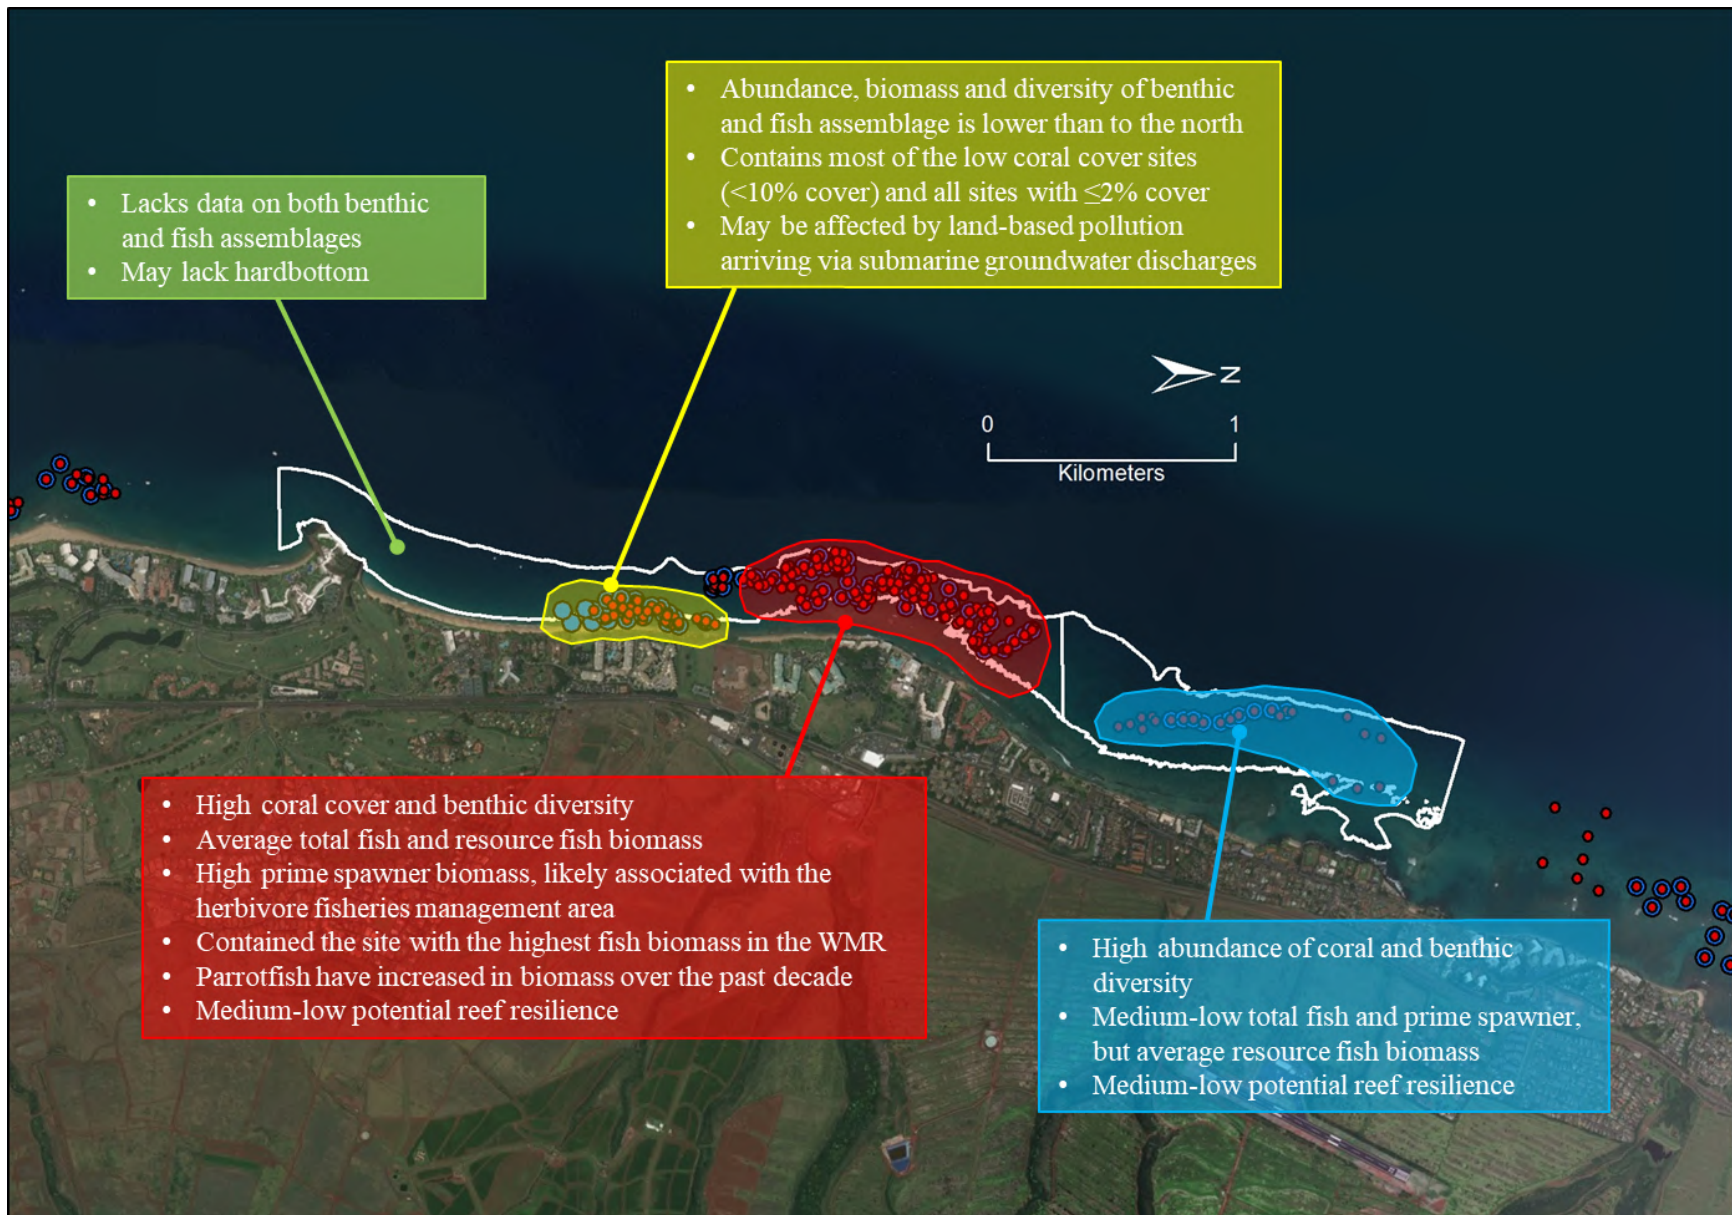 • Abundance, biomass and diversity of benthic
and fish assemblage is lower than to the north
• Contains most of the low coral cover sites
(<10% cover) and all sites with ≤2% cover
• May be affected by land-based pollution
arriving via submarine groundwater discharges
• Lacks data on both benthic
and fish assemblages
• May lack hardbottom
N
0 1
Kilometers
• High coral cover and benthic diversity
• Average total fish and resource fish biomass
• High prime spawner biomass, likely associated with the
herbivore fisheries management area
• Contained the site with the highest fish biomass in the WMR
• Parrotfish have increased in biomass over the past decade
• Medium-low potential reef resilience
• High abundance of coral and benthic
diversity
• Medium-low total fish and prime spawner,
but average resource fish biomass
• Medium-low potential reef resilience